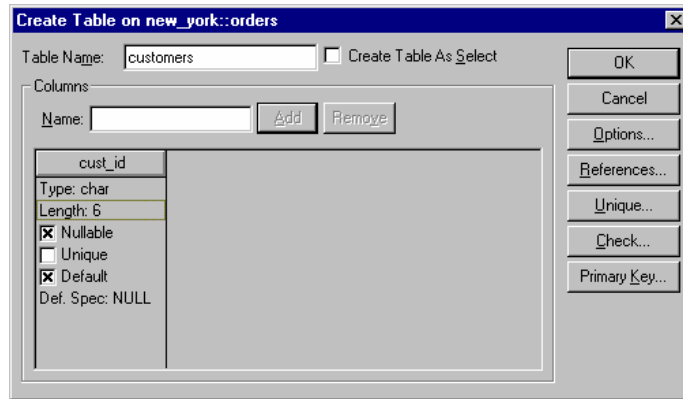 Create Table on new_york::orders
Table Name: customers Create Table As Select
Columns
Name: Add Remove
cust_id
Type: char
Length: 6
Nullable
Unique
Default
Def. Spec: NULL
OK
Cancel
Options...
References...
Unique...
Check...
Primary Key...